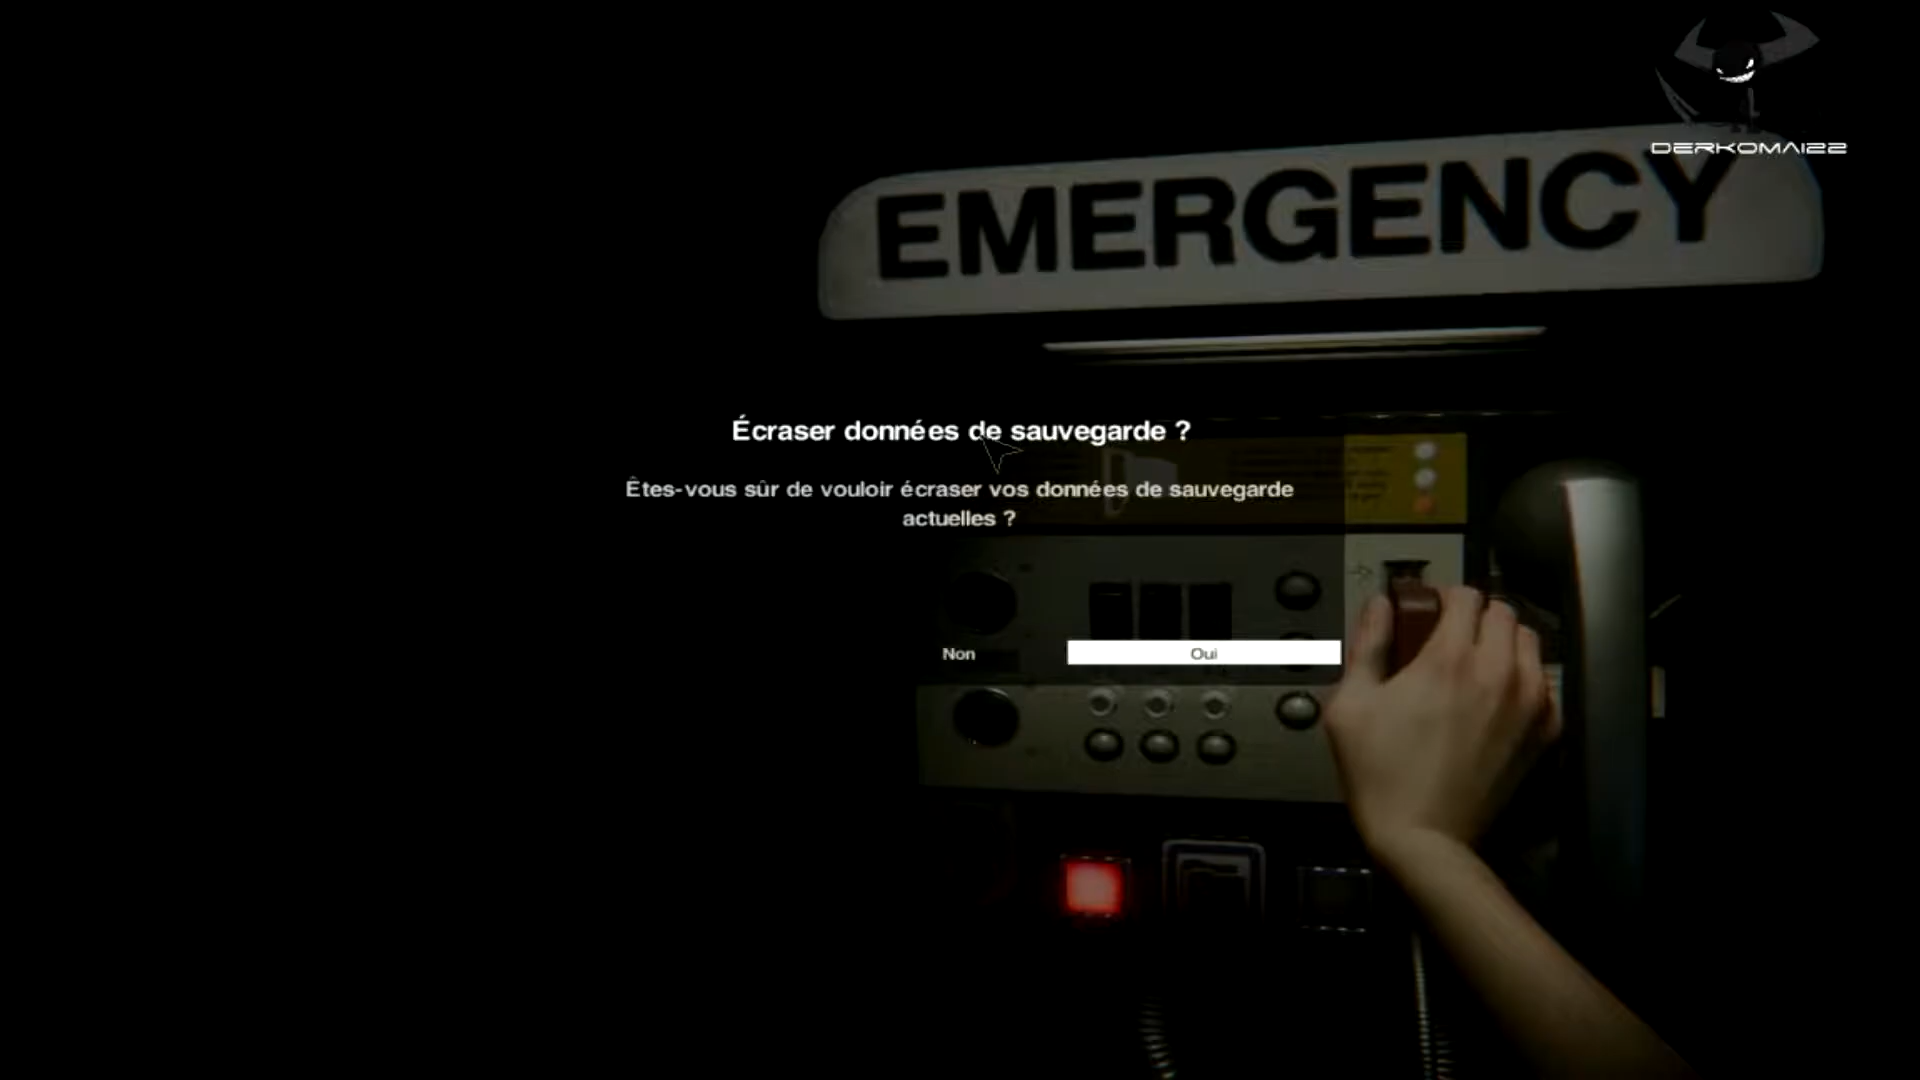 DERKOMAI22
EMERGENCY
Écraser données de sauvegarde ?
Êtes-vous sûr de vouloir écraser vos données de sauvegarde
actuelles ?
Non
Oui